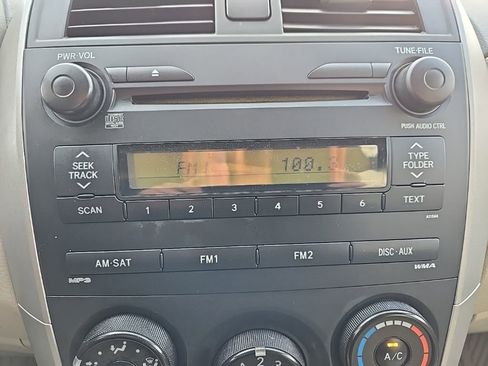 PWR·VOL
TUNE·FILE
PUSH AUDIO CTRL
SEEK TRACK
FM1 100.3
TYPE FOLDER
SCAN 1 2 3 4 5 6 TEXT
AM·SAT FM1 FM2 DISC·AUX
MP3 WMA
2
A/C